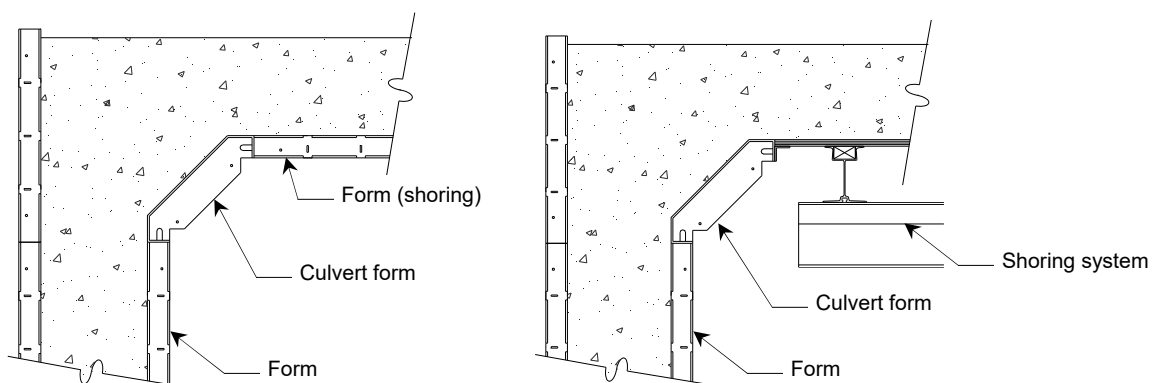 Form (shoring)
Culvert form
Form
Shoring system
Culvert form
Form